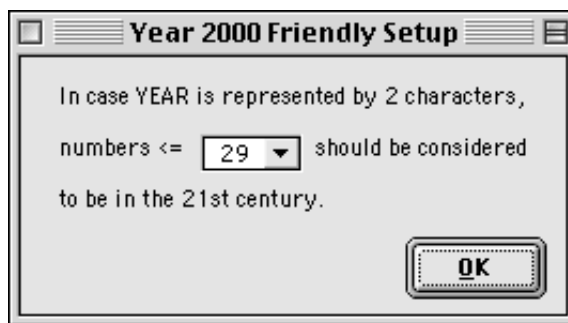 Year 2000 Friendly Setup
In case YEAR is represented by 2 characters,
numbers <= 29 should be considered
to be in the 21st century.
OK